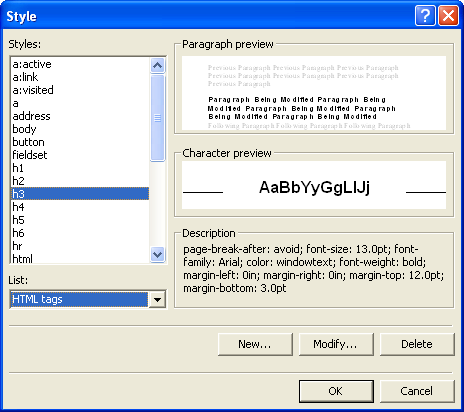 Style
Styles:
a:active
a:link
a:visited
a
address
body
button
fieldset
h1
h2
h3
h4
h5
h6
hr
html
List:
HTML tags
Paragraph preview
Previous Paragraph Previous Paragraph Previous Paragraph
Previous Paragraph Previous Paragraph Previous Paragraph
Previous Paragraph
Paragraph Being Modified Paragraph Being
Modified Paragraph Being Modified Paragraph
Being Modified Paragraph Being Modified
Following Paragraph Following Paragraph Following Paragraph
Character preview
AaBbYyGgLlJj
Description
page-break-after: avoid; font-size: 13.0pt; font-
family: Arial; color: windowtext; font-weight: bold;
margin-left: 0in; margin-right: 0in; margin-top: 12.0pt;
margin-bottom: 3.0pt
New...
Modify...
Delete
OK
Cancel